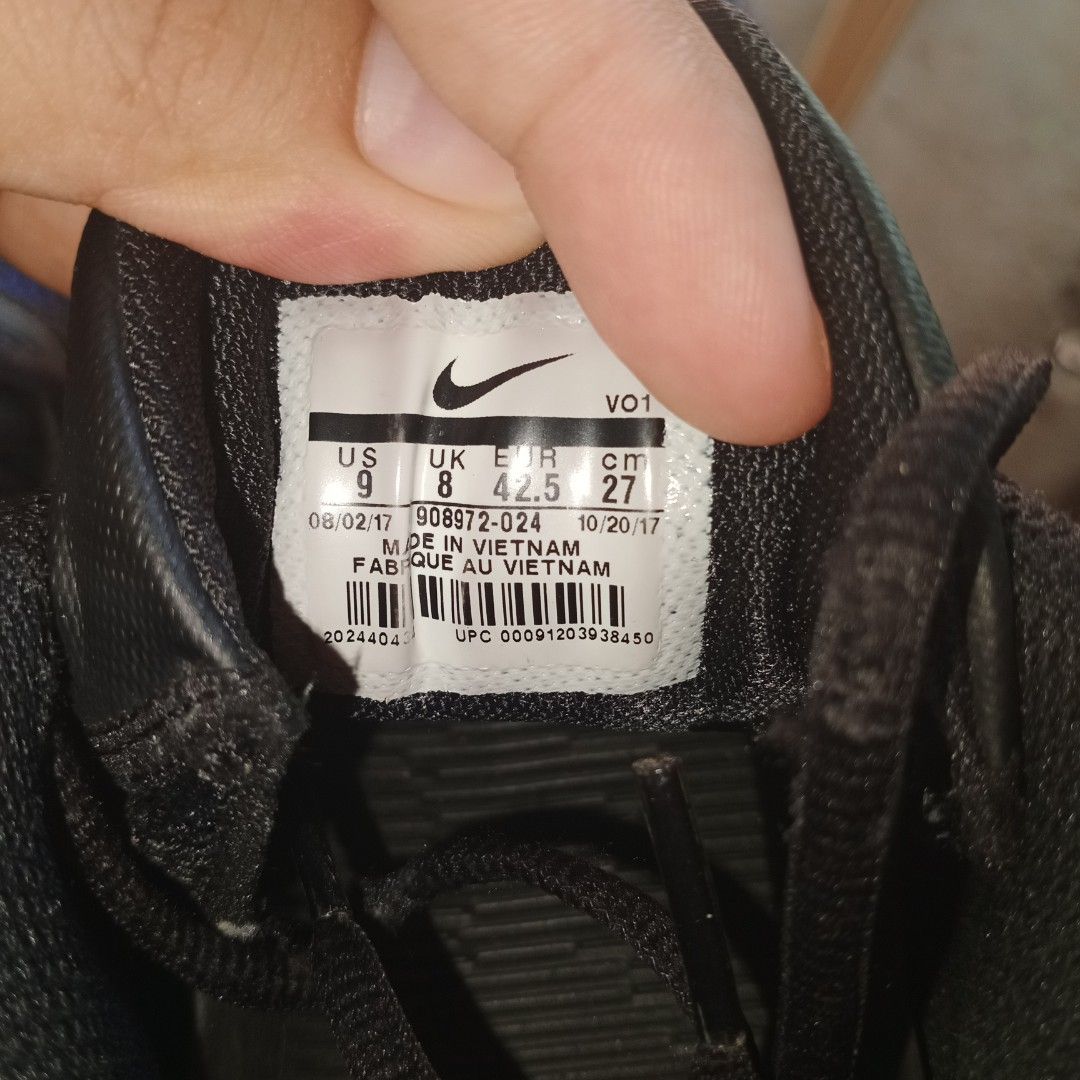 VO1
US UK EUR cm
9 8 42.5 27
08/02/17 908972-024 10/20/17
MADE IN VIETNAM
FABRIQUE AU VIETNAM
UPC 00091203938450